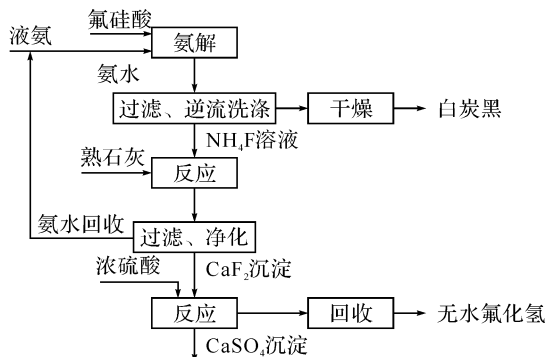 氟硅酸
液氨
氨解
氨水
过滤、逆流洗涤
干燥
白炭黑
NH₄F溶液
熟石灰
反应
氨水回收
过滤、净化
浓硫酸
CaF₂沉淀
反应
回收
无水氟化氢
CaSO₄沉淀